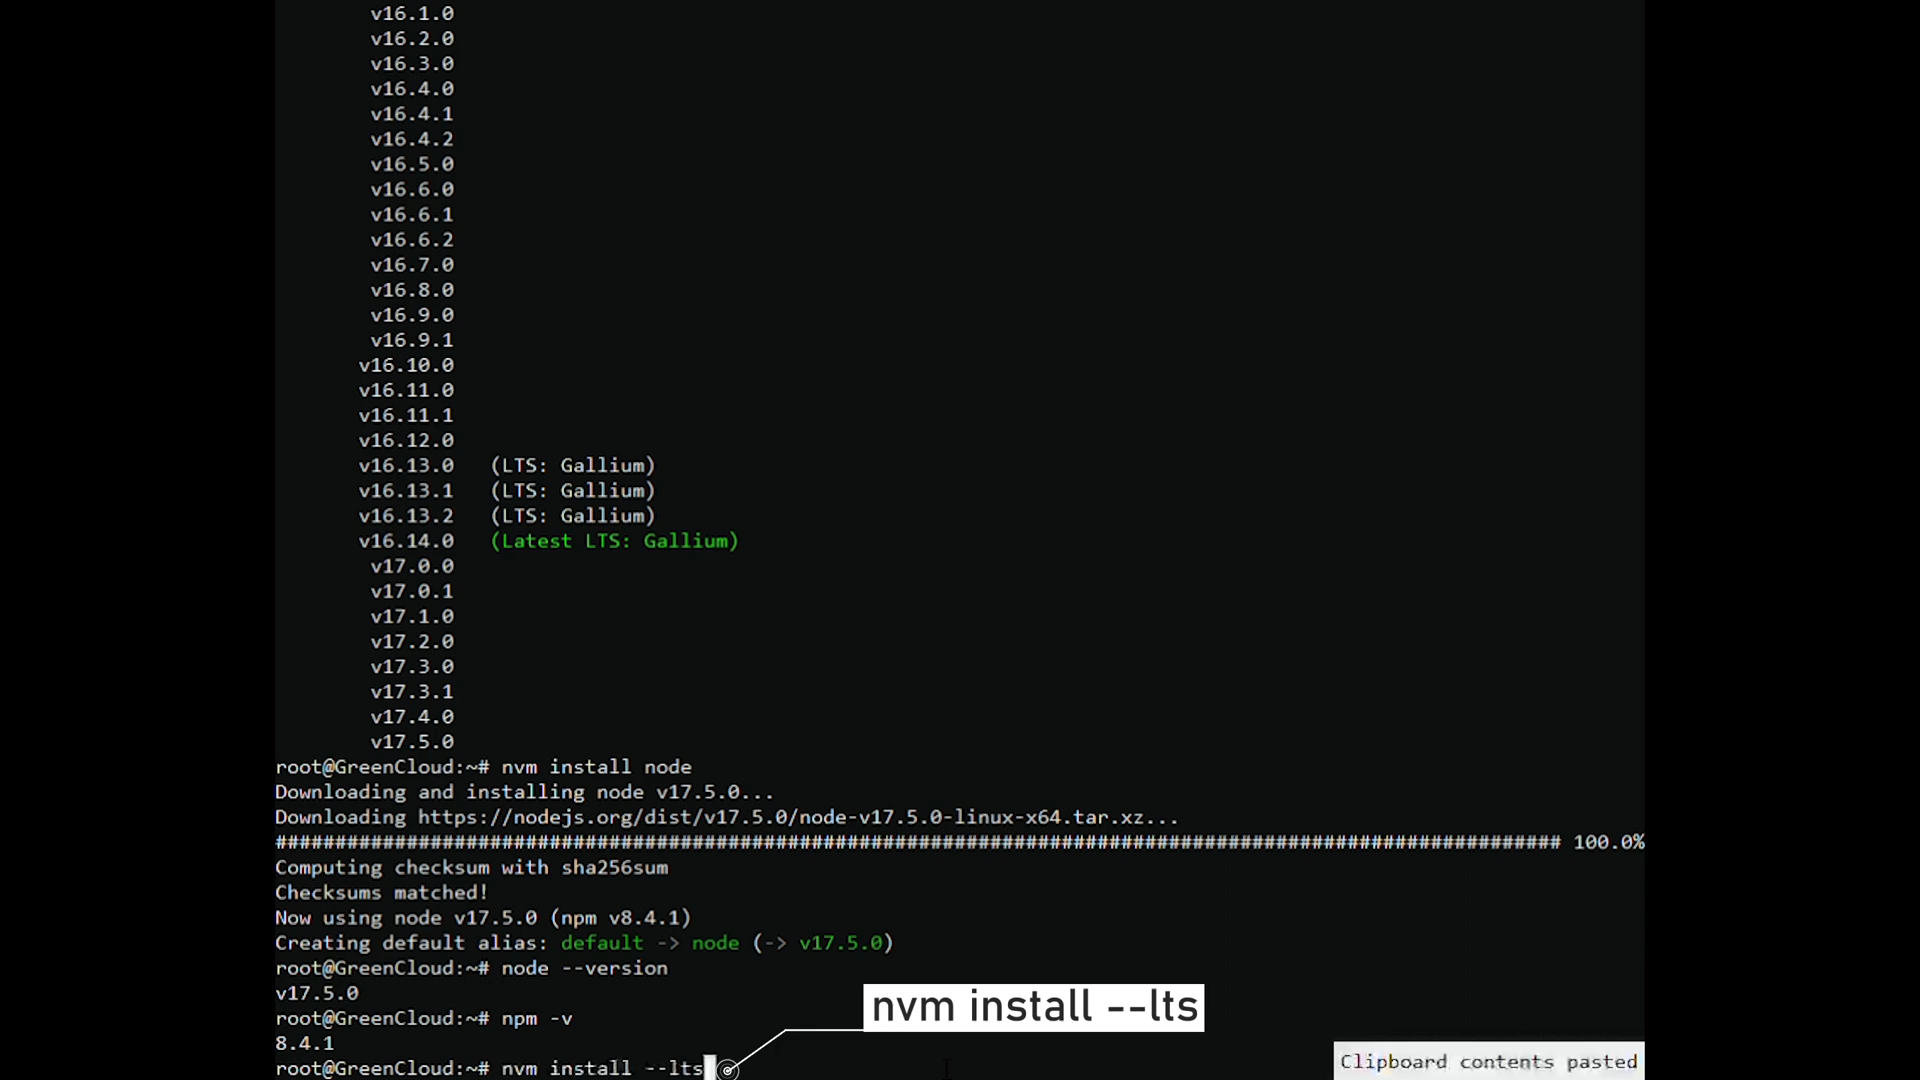 v16.1.0
v16.2.0
v16.3.0
v16.4.0
v16.4.1
v16.4.2
v16.5.0
v16.6.0
v16.6.1
v16.6.2
v16.7.0
v16.8.0
v16.9.0
v16.9.1
v16.10.0
v16.11.0
v16.11.1
v16.12.0
v16.13.0 (LTS: Gallium)
v16.13.1 (LTS: Gallium)
v16.13.2 (LTS: Gallium)
v16.14.0 (Latest LTS: Gallium)
v17.0.0
v17.0.1
v17.1.0
v17.2.0
v17.3.0
v17.3.1
v17.4.0
v17.5.0
root@GreenCloud:~# nvm install node
Downloading and installing node v17.5.0...
Downloading https://nodejs.org/dist/v17.5.0/node-v17.5.0-linux-x64.tar.xz...
############################################################################################################ 100.0%
Computing checksum with sha256sum
Checksums matched!
Now using node v17.5.0 (npm v8.4.1)
Creating default alias: default -> node (-> v17.5.0)
root@GreenCloud:~# node --version
v17.5.0
root@GreenCloud:~# npm -v
8.4.1
root@GreenCloud:~# nvm install --lts
nvm install --lts
Clipboard contents pasted